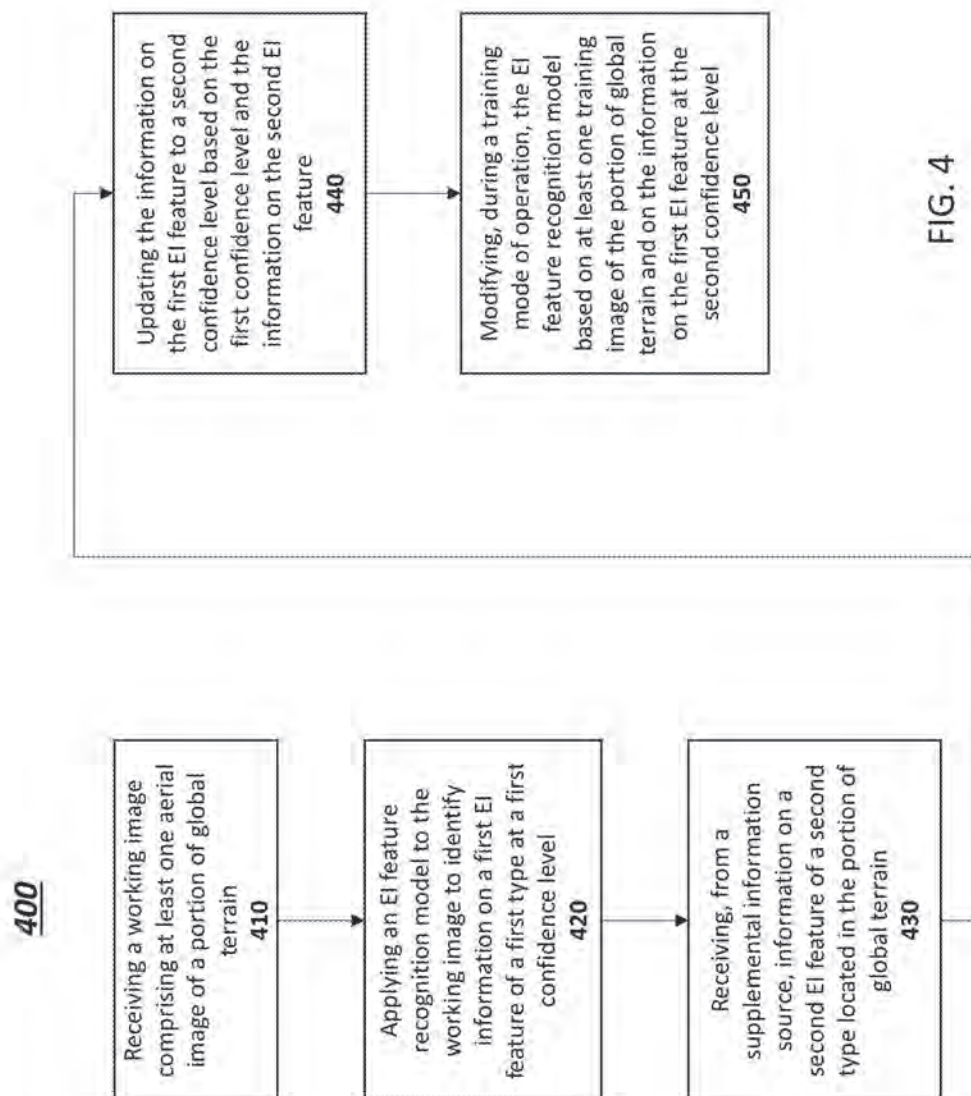 400
Receiving a working image
comprising at least one aerial
image of a portion of global
terrain
410
Applying an EI feature
recognition model to the
working image to identify
information on a first EI
feature of a first type at a first
confidence level
420
Receiving, from a
supplemental information
source, information on a
second EI feature of a second
type located in the portion of
global terrain
430
Updating the information on
the first EI feature to a second
confidence level based on the
first confidence level and the
information on the second EI
feature
440
Modifying, during a training
mode of operation, the EI
feature recognition model
based on at least one training
image of the portion of global
terrain and on the information
on the first EI feature at the
second confidence level
450
FIG. 4